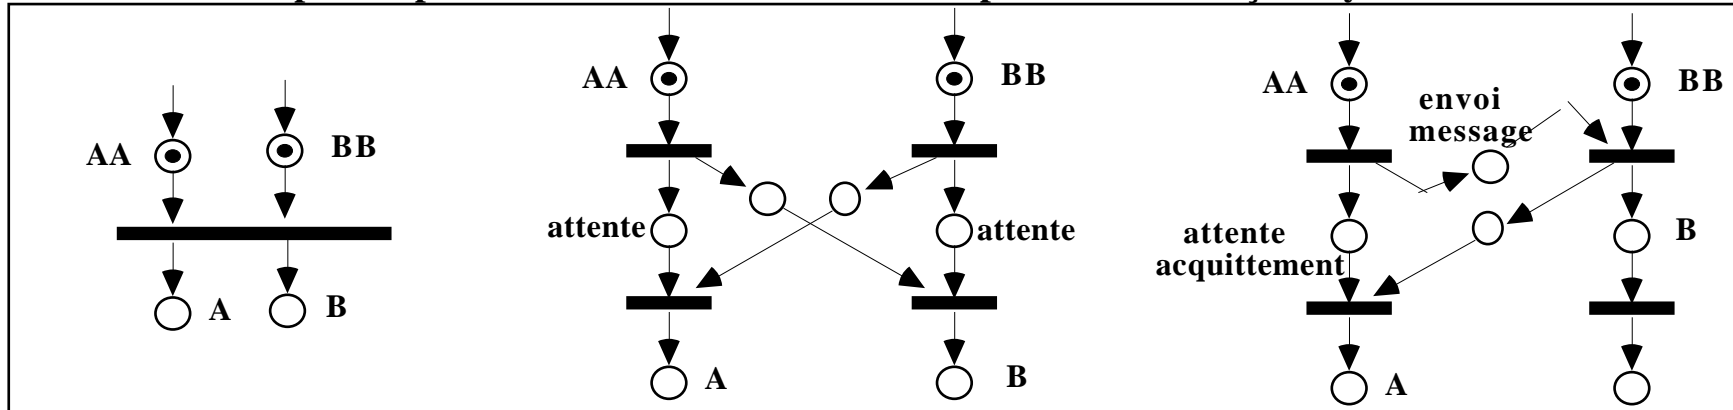 AA
BB
A
B
AA
BB
attente
attente
A
B
AA
BB
envoi
message
attente
acquittement
B
A